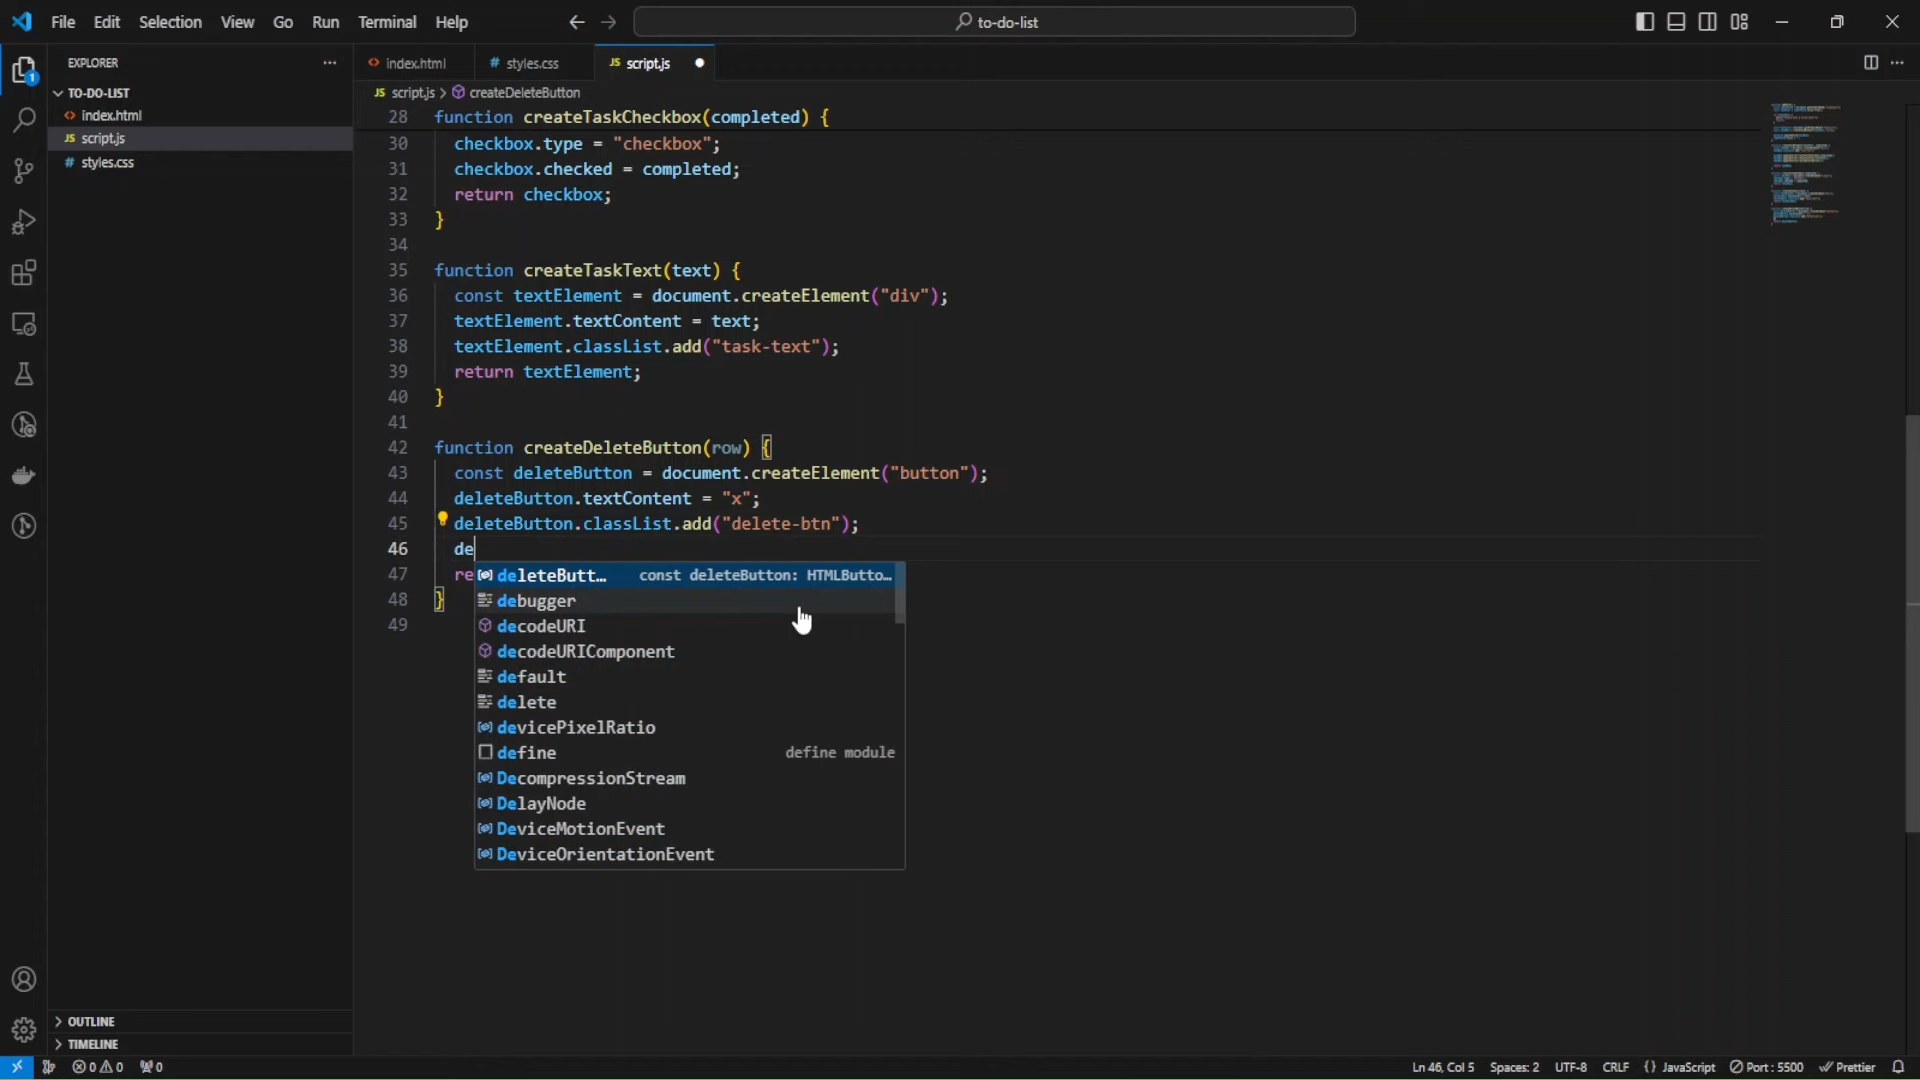 File Edit Selection View Go Run Terminal Help
to-do-list
EXPLORER
TO-DO-LIST
index.html
JS script.js
# styles.css
OUTLINE
TIMELINE
index.html # styles.css JS script.js
JS script.js > createDeleteButton
28 function createTaskCheckbox(completed) {
30 checkbox.type = "checkbox";
31 checkbox.checked = completed;
32 return checkbox;
33 }
34
35 function createTaskText(text) {
36 const textElement = document.createElement("div");
37 textElement.textContent = text;
38 textElement.classList.add("task-text");
39 return textElement;
40 }
41
42 function createDeleteButton(row) {
43 const deleteButton = document.createElement("button");
44 deleteButton.textContent = "x";
45 deleteButton.classList.add("delete-btn");
46 de
47 re deleteButt... const deleteButton: HTMLButto...
48 } debugger
49 decodeURI
decodeURIComponent
default
delete
devicePixelRatio
define define module
DecompressionStream
DelayNode
DeviceMotionEvent
DeviceOrientationEvent
1
0 0 0 Ln 46, Col 5 Spaces: 2 UTF-8 CRLF {} JavaScript Port : 5500 Prettier